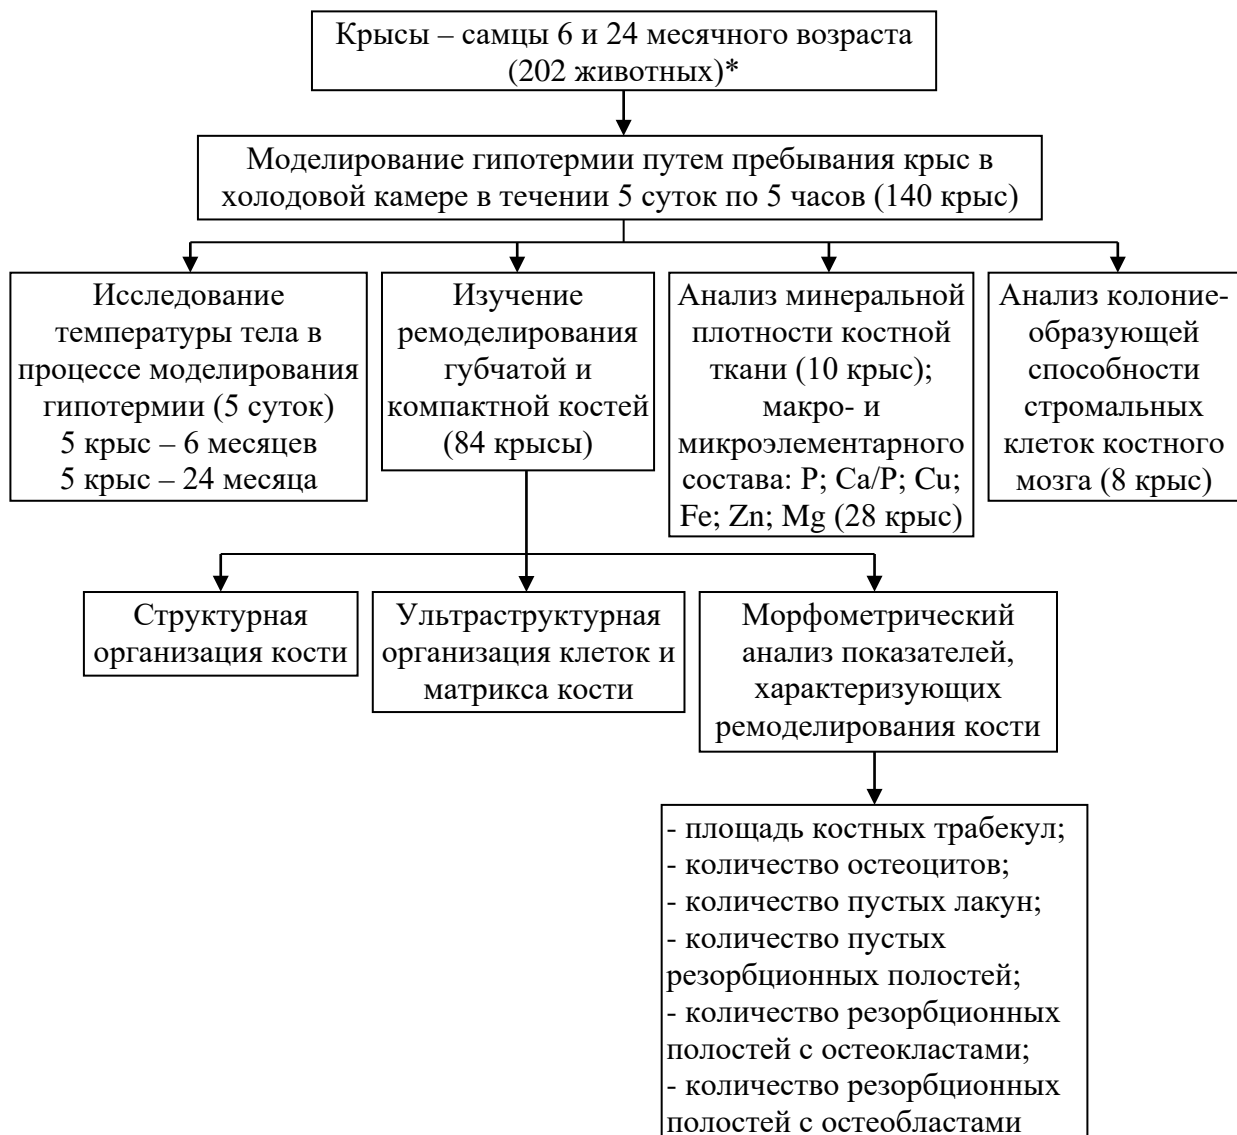 Крысы – самцы 6 и 24 месячного возраста
(202 животных)*
Моделирование гипотермии путем пребывания крыс в
холодовой камере в течении 5 суток по 5 часов (140 крыс)
Исследование
температуры тела в
процессе моделирования
гипотермии (5 суток)
5 крыс – 6 месяцев
5 крыс – 24 месяца
Изучение
ремоделирования
губчатой и
компактной костей
(84 крысы)
Анализ минеральной
плотности костной
ткани (10 крыс);
макро- и
микроэлементарного
состава: P; Ca/P; Cu;
Fe; Zn; Mg (28 крыс)
Анализ колоние-
образующей
способности
стромальных
клеток костного
мозга (8 крыс)
Структурная
организация кости
Ультраструктурная
организация клеток и
матрикса кости
Морфометрический
анализ показателей,
характеризующих
ремоделирования кости
- площадь костных трабекул;
- количество остеоцитов;
- количество пустых лакун;
- количество пустых
резорбционных полостей;
- количество резорбционных
полостей с остеокластами;
- количество резорбционных
полостей с остеобластами